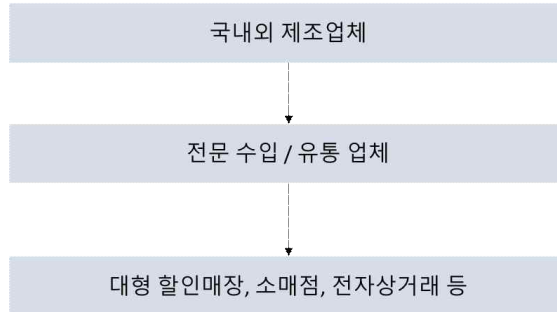 국내외 제조업체
전문 수입 / 유통 업체
대형 할인매장, 소매점, 전자상거래 등